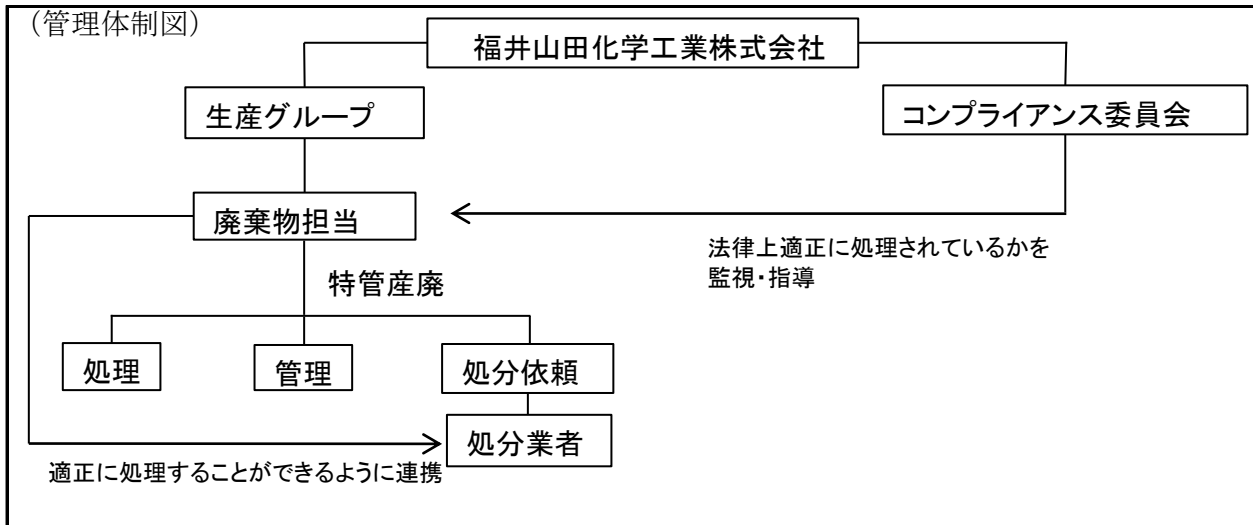 （管理体制図）
福井山田化学工業株式会社
生産グループ
コンプライアンス委員会
廃棄物担当
法律上適正に処理されているかを
監視・指導
特管産廃
処理
管理
処分依頼
処分業者
適正に処理することができるように連携